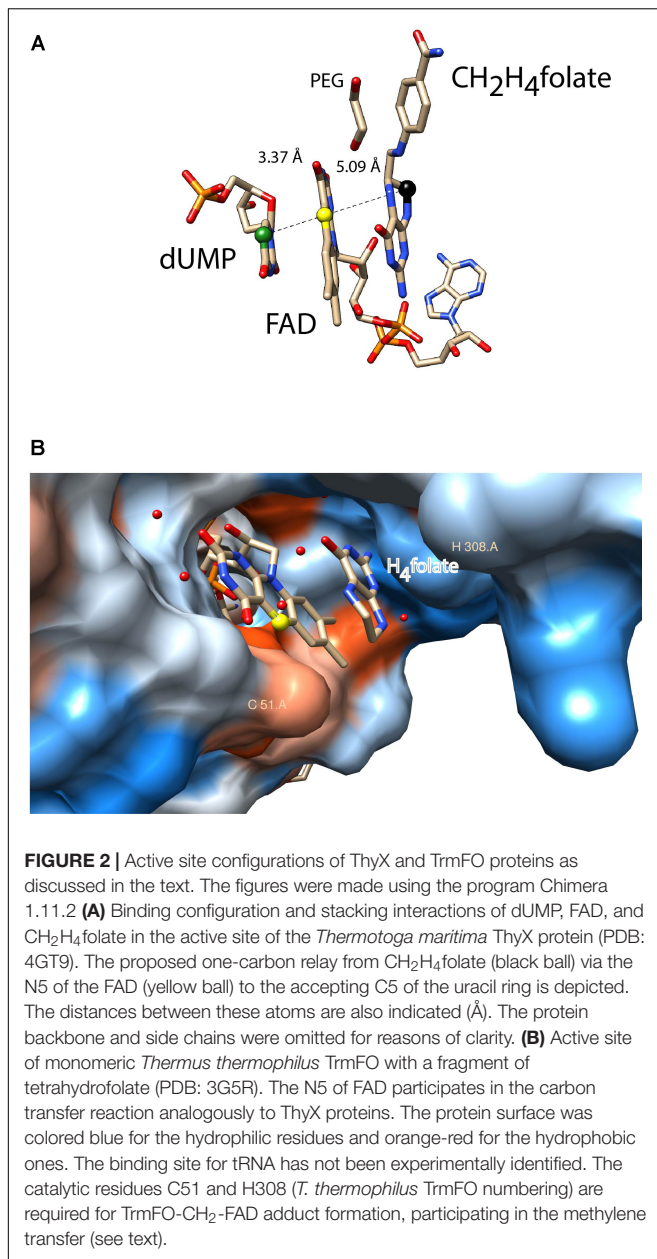 A
PEG
CH2H4folate
3.37 Å
5.09 Å
dUMP
FAD
B
H 308.A
H4folate
C 51.A
FIGURE 2 | Active site configurations of ThyX and TrmFO proteins as
discussed in the text. The figures were made using the program Chimera
1.11.2 (A) Binding configuration and stacking interactions of dUMP, FAD, and
CH2H4folate in the active site of the Thermotoga maritima ThyX protein (PDB:
4GT9). The proposed one-carbon relay from CH2H4folate (black ball) via the
N5 of the FAD (yellow ball) to the accepting C5 of the uracil ring is depicted.
The distances between these atoms are also indicated (Å). The protein
backbone and side chains were omitted for reasons of clarity. (B) Active site
of monomeric Thermus thermophilus TrmFO with a fragment of
tetrahydrofolate (PDB: 3G5R). The N5 of FAD participates in the carbon
transfer reaction analogously to ThyX proteins. The protein surface was
colored blue for the hydrophilic residues and orange-red for the hydrophobic
ones. The binding site for tRNA has not been experimentally identified. The
catalytic residues C51 and H308 (T. thermophilus TrmFO numbering) are
required for TrmFO-CH2-FAD adduct formation, participating in the methylene
transfer (see text).